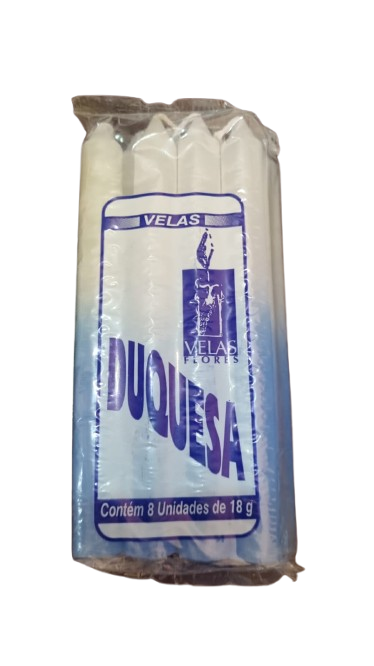 VELAS
VELAS
FLORES
DUQUESA
Contém 8 Unidades de 18 g